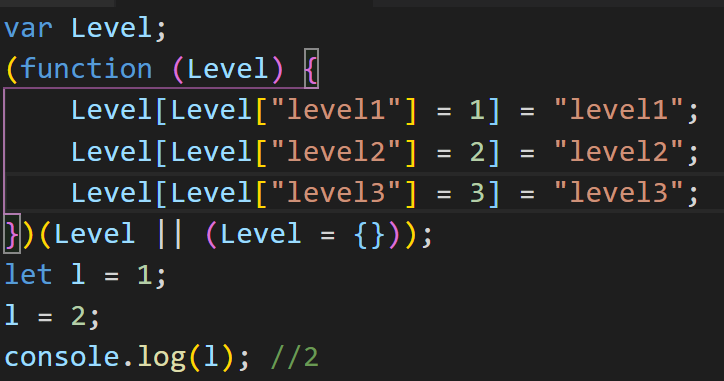 var Level;
(function (Level) {
    Level[Level["level1"] = 1] = "level1";
    Level[Level["level2"] = 2] = "level2";
    Level[Level["level3"] = 3] = "level3";
})(Level || (Level = {}));
let l = 1;
l = 2;
console.log(l); //2